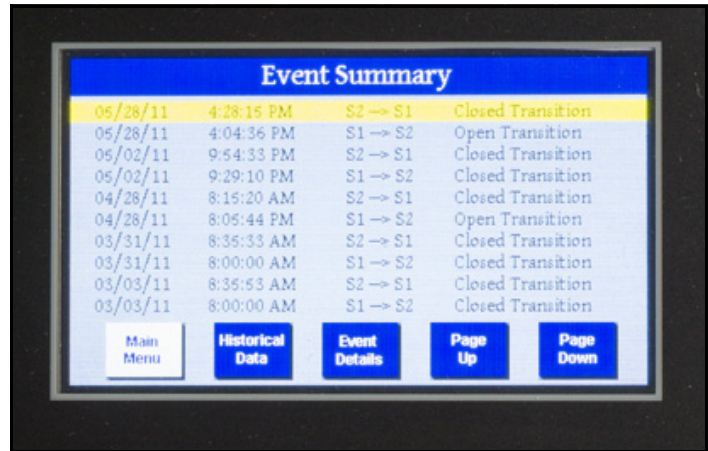 Event Summary
05/28/11 4:28:15 PM S2 → S1 Closed Transition
05/28/11 4:04:36 PM S1 → S2 Open Transition
05/02/11 9:54:33 PM S2 → S1 Closed Transition
05/02/11 9:29:10 PM S1 → S2 Closed Transition
04/28/11 8:15:20 AM S2 → S1 Closed Transition
04/28/11 8:05:44 PM S1 → S2 Open Transition
03/31/11 8:35:33 AM S2 → S1 Closed Transition
03/31/11 8:00:00 AM S1 → S2 Closed Transition
03/03/11 8:35:53 AM S2 → S1 Closed Transition
03/03/11 8:00:00 AM S1 → S2 Closed Transition
Main Menu
Historical Data
Event Details
Page Up
Page Down